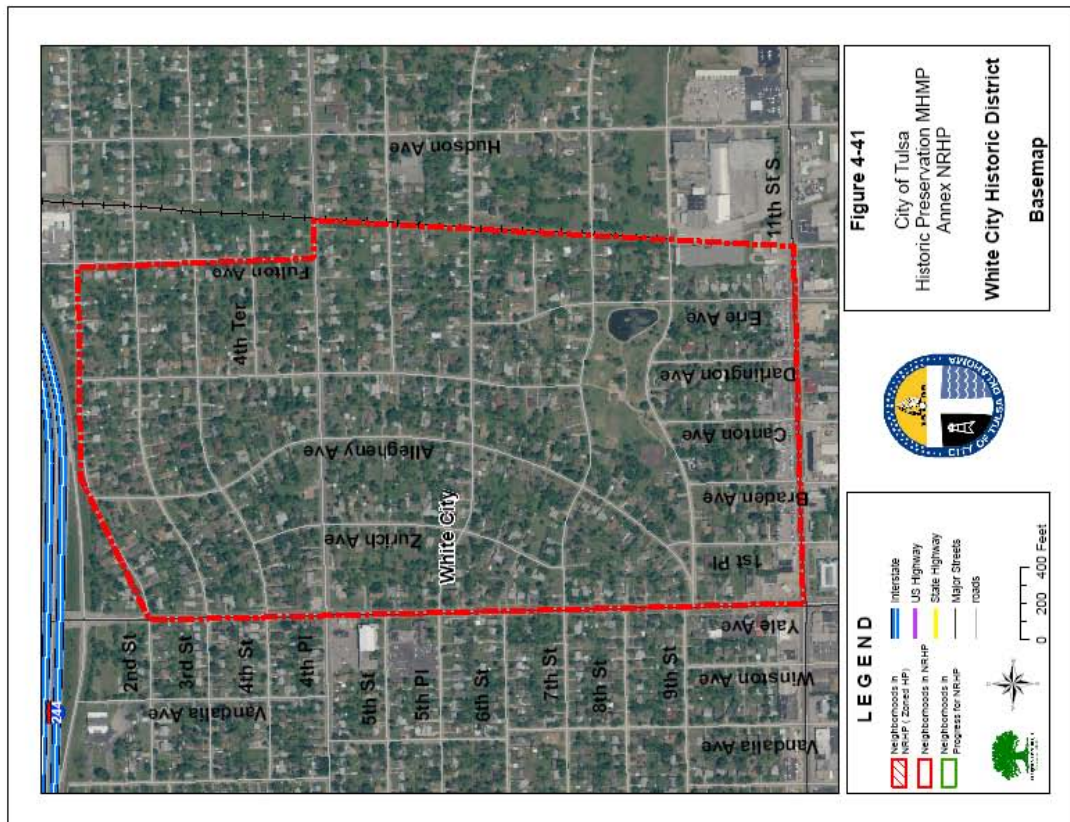 244
2nd St
3rd St
4th St
4th Pl
5th St
5th Pl
6th St
7th St
8th St
9th St
Vandalia Ave
Vandalia Ave
Winston Ave
Yale Ave
White City
Zurich Ave
Allegheny Ave
4th Ter
Fulton Ave
Hudson Ave
1st Pl
Braden Ave
Canton Ave
Darlington Ave
Erie Ave
11th St S
LEGEND
Neighborhoods in
NRHP ( Zoned HP)
Neighborhoods in NRHP
Neighborhoods in
Progress for NRHP
Interstate
US Highway
State Highway
Major Streets
roads
0 200 400 Feet
CITY OF TULSA OKLAHOMA
Figure 4-41
City of Tulsa
Historic Preservation MHMP
Annex NRHP
White City Historic District
Basemap